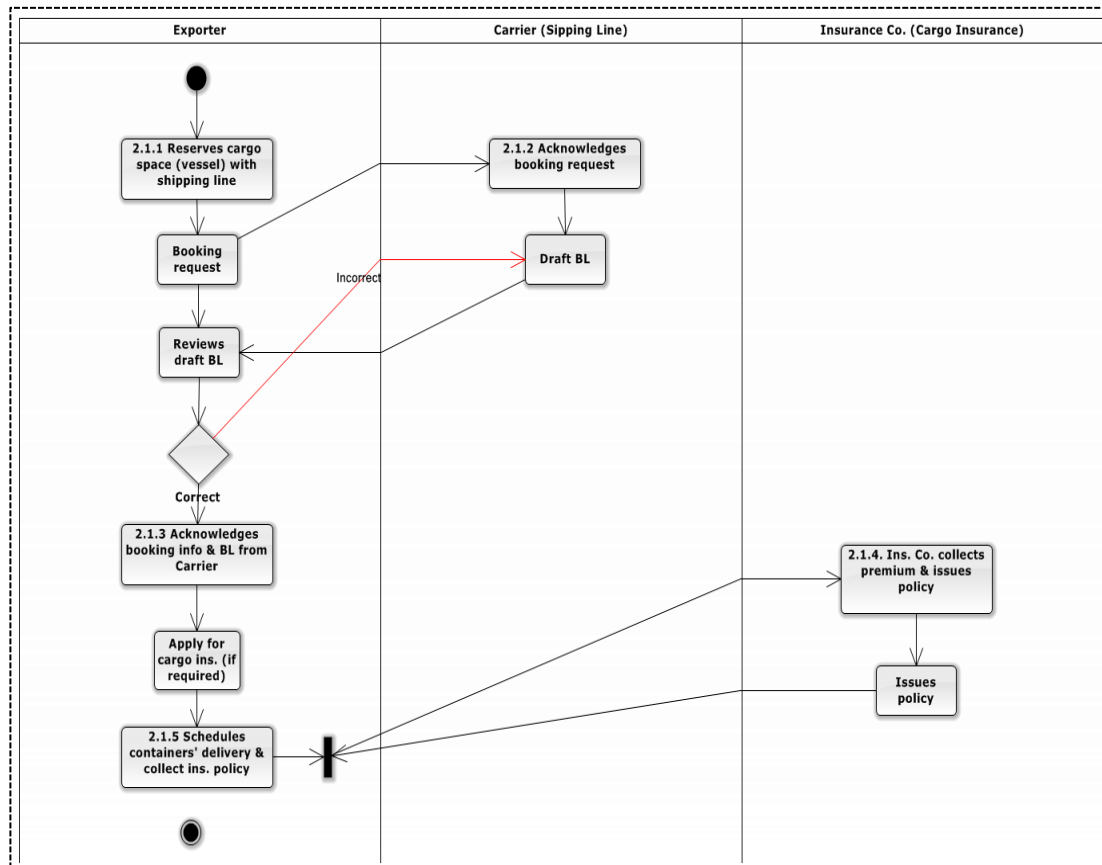 Exporter
Carrier (Sipping Line)
Insurance Co. (Cargo Insurance)
2.1.1 Reserves cargo
space (vessel) with
shipping line
2.1.2 Acknowledges
booking request
Booking
request
Draft BL
Incorrect
Reviews
draft BL
Correct
2.1.3 Acknowledges
booking info & BL from
Carrier
2.1.4. Ins. Co. collects
premium & issues
policy
Apply for
cargo ins. (if
required)
Issues
policy
2.1.5 Schedules
containers' delivery &
collect ins. policy